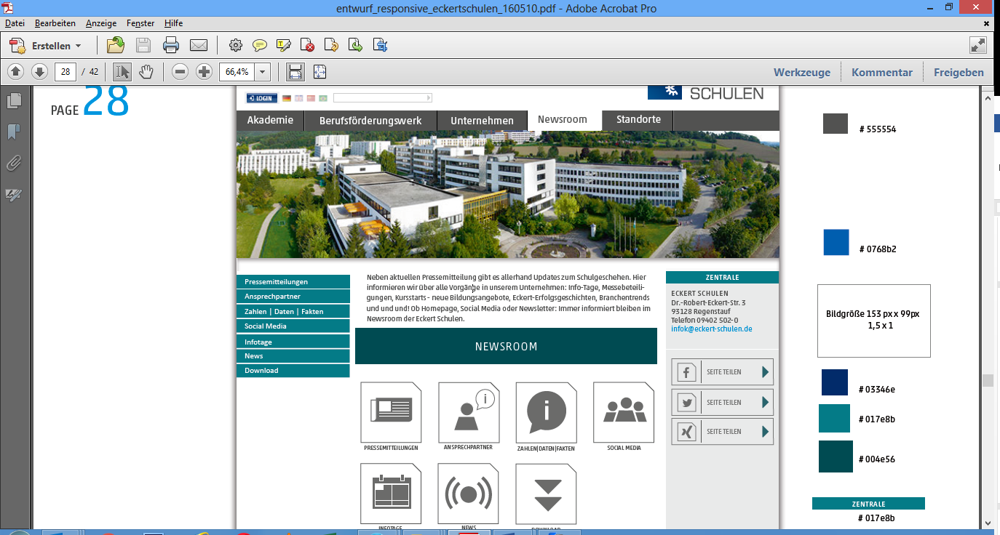 entwurf_responsive_eckertschulen_160510.pdf - Adobe Acrobat Pro
Datei Bearbeiten Anzeige Fenster Hilfe
Erstellen
28 / 42 66,4% Werkzeuge Kommentar Freigeben
PAGE 28
LOGIN
SCHULEN
Akademie Berufsförderungswerk Unternehmen Newsroom Standorte
Pressemitteilungen
Ansprechpartner
Zahlen | Daten | Fakten
Social Media
Infotage
News
Download
Neben aktuellen Pressemitteilung gibt es allerhand Updates zum Schulgeschehen. Hier
informieren wir über alle Vorgänge in unserem Unternehmen: Info-Tage, Messebeteili-
gungen, Kursstarts - neue Bildungsangebote, Eckert-Erfolgsgeschichten, Branchentrends
und und und! Ob Homepage, Social Media oder Newsletter: Immer informiert bleiben im
Newsroom der Eckert Schulen.
NEWSROOM
PRESSEMITTEILUNGEN
ANSPRECHPARTNER
ZAHLEN|DATEN|FAKTEN
SOCIAL MEDIA
INFOTAGE
NEWS
DOWNLOAD
ZENTRALE
ECKERT SCHULEN
Dr.-Robert-Eckert-Str. 3
93128 Regenstauf
Telefon 09402 502-0
infok@eckert-schulen.de
SEITE TEILEN
SEITE TEILEN
SEITE TEILEN
# 555554
# 0768b2
Bildgröße 153 px x 99px
1,5 x 1
# 03346e
# 017e8b
# 004e56
ZENTRALE
# 017e8b